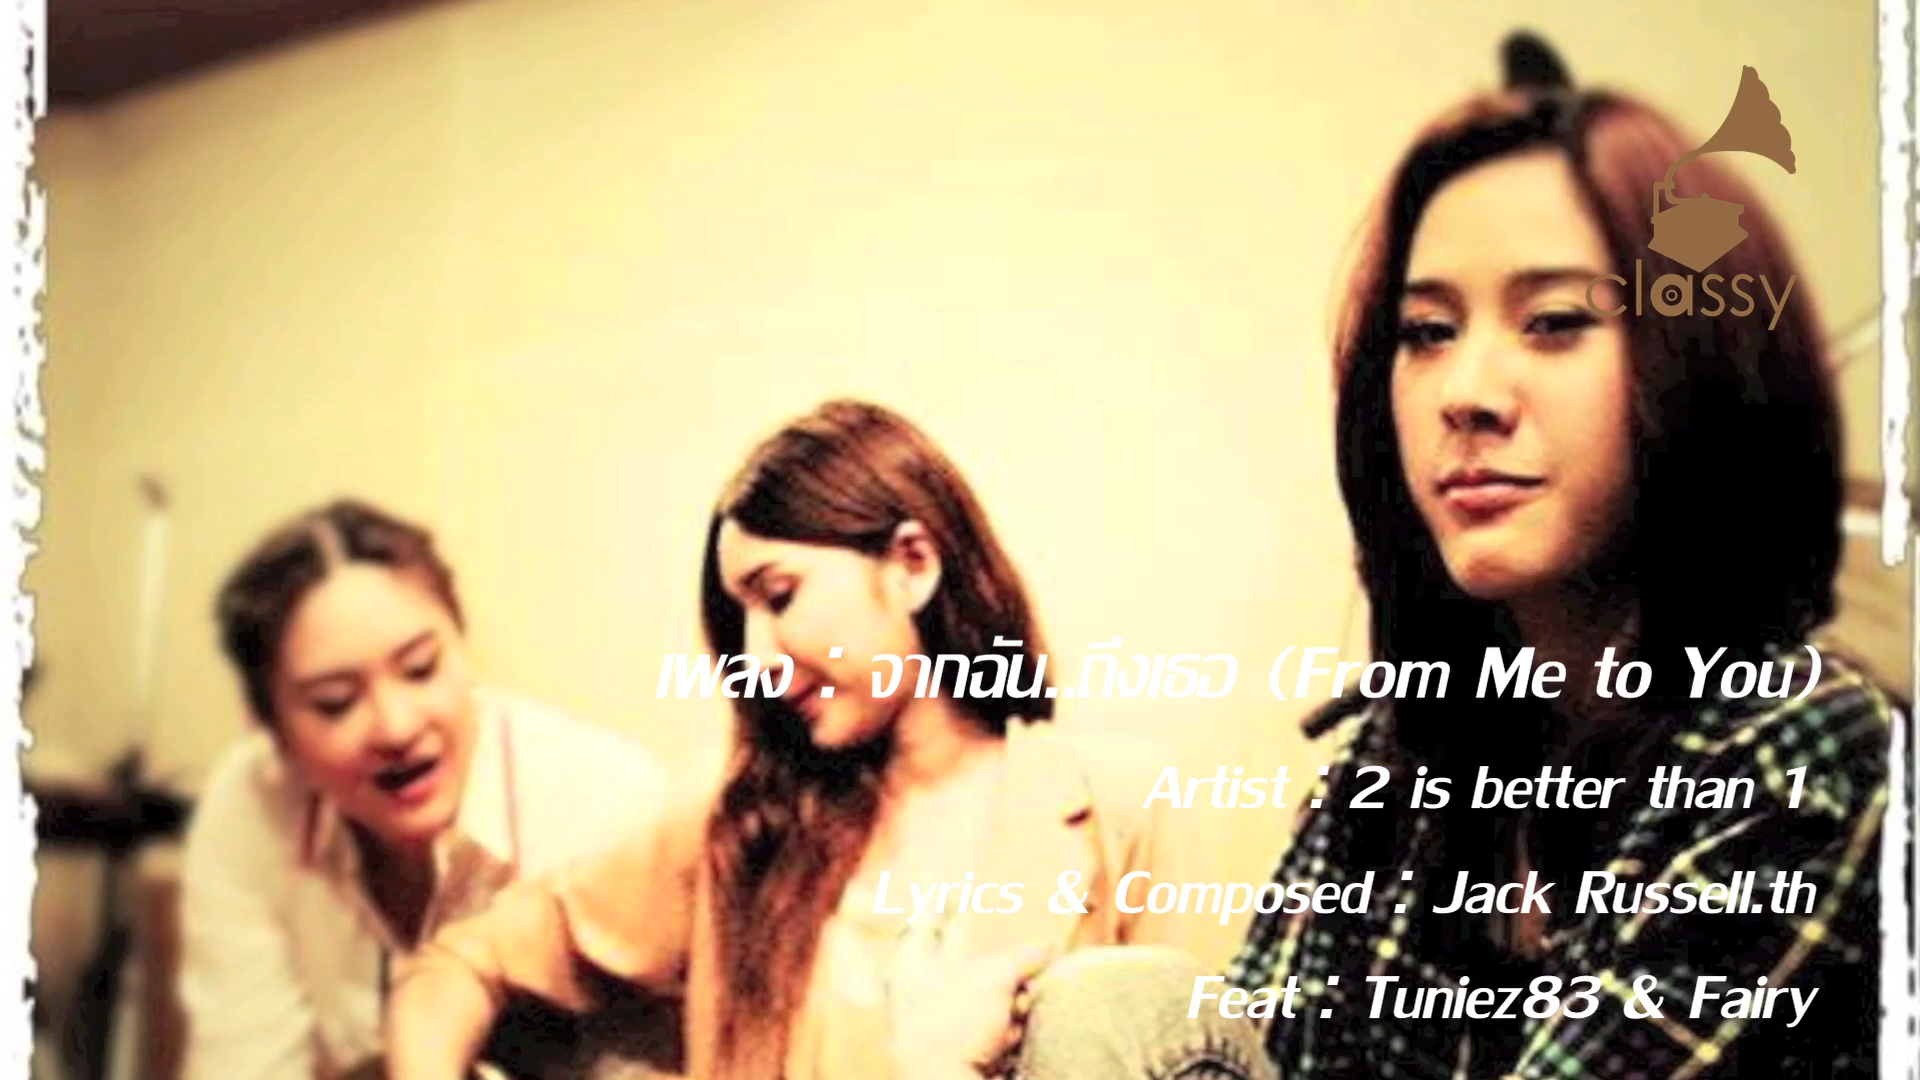 classy
เพลง : จากฉัน..ถึงเธอ (From Me to You)
Artist : 2 is better than 1
Lyrics & Composed : Jack Russell.th
Feat : Tuniez83 & Fairy